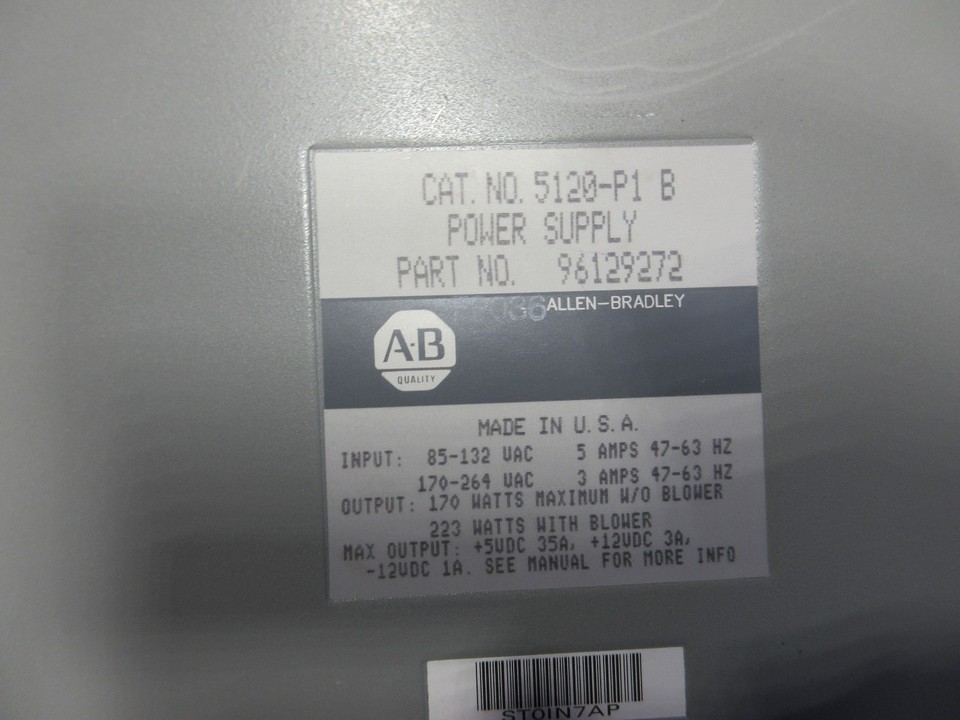 CAT. NO. 5120-P1 B
POWER SUPPLY
PART NO. 96129272
ALLEN-BRADLEY
A·B
QUALITY
MADE IN U.S.A.
INPUT: 85-132 VAC 5 AMPS 47-63 HZ
170-264 VAC 3 AMPS 47-63 HZ
OUTPUT: 170 WATTS MAXIMUM W/O BLOWER
223 WATTS WITH BLOWER
MAX OUTPUT: +5VDC 35A, +12VDC 3A,
-12VDC 1A. SEE MANUAL FOR MORE INFO
ST0IN7AP